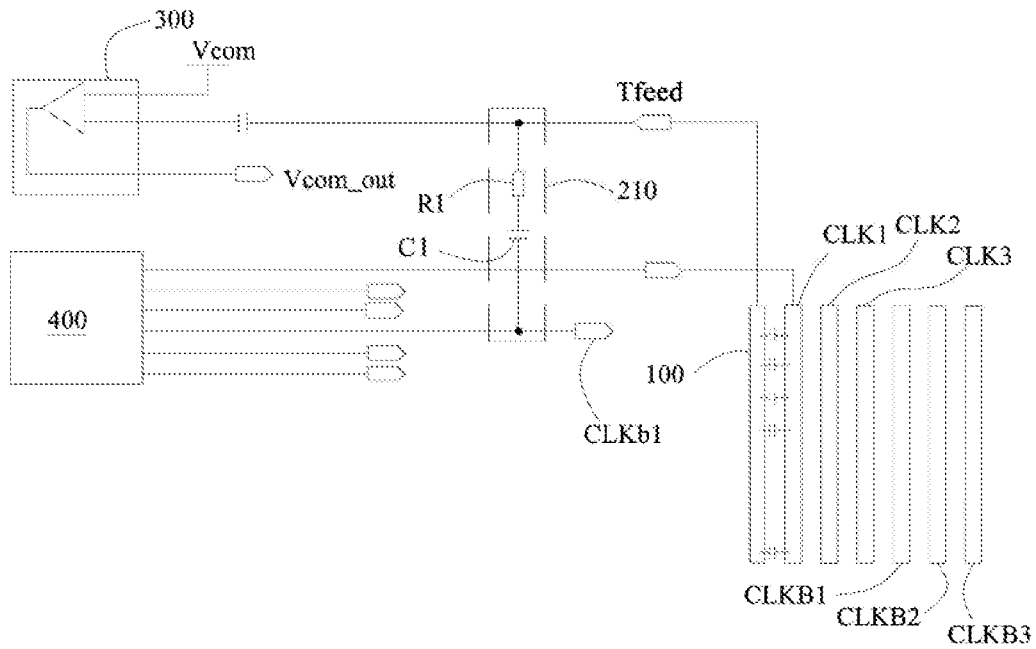 300
Vcom
Tfeed
Vcom_out
R1
210
C1
CLK1
CLK2
CLK3
400
100
CLKb1
CLKB1
CLKB2
CLKB3